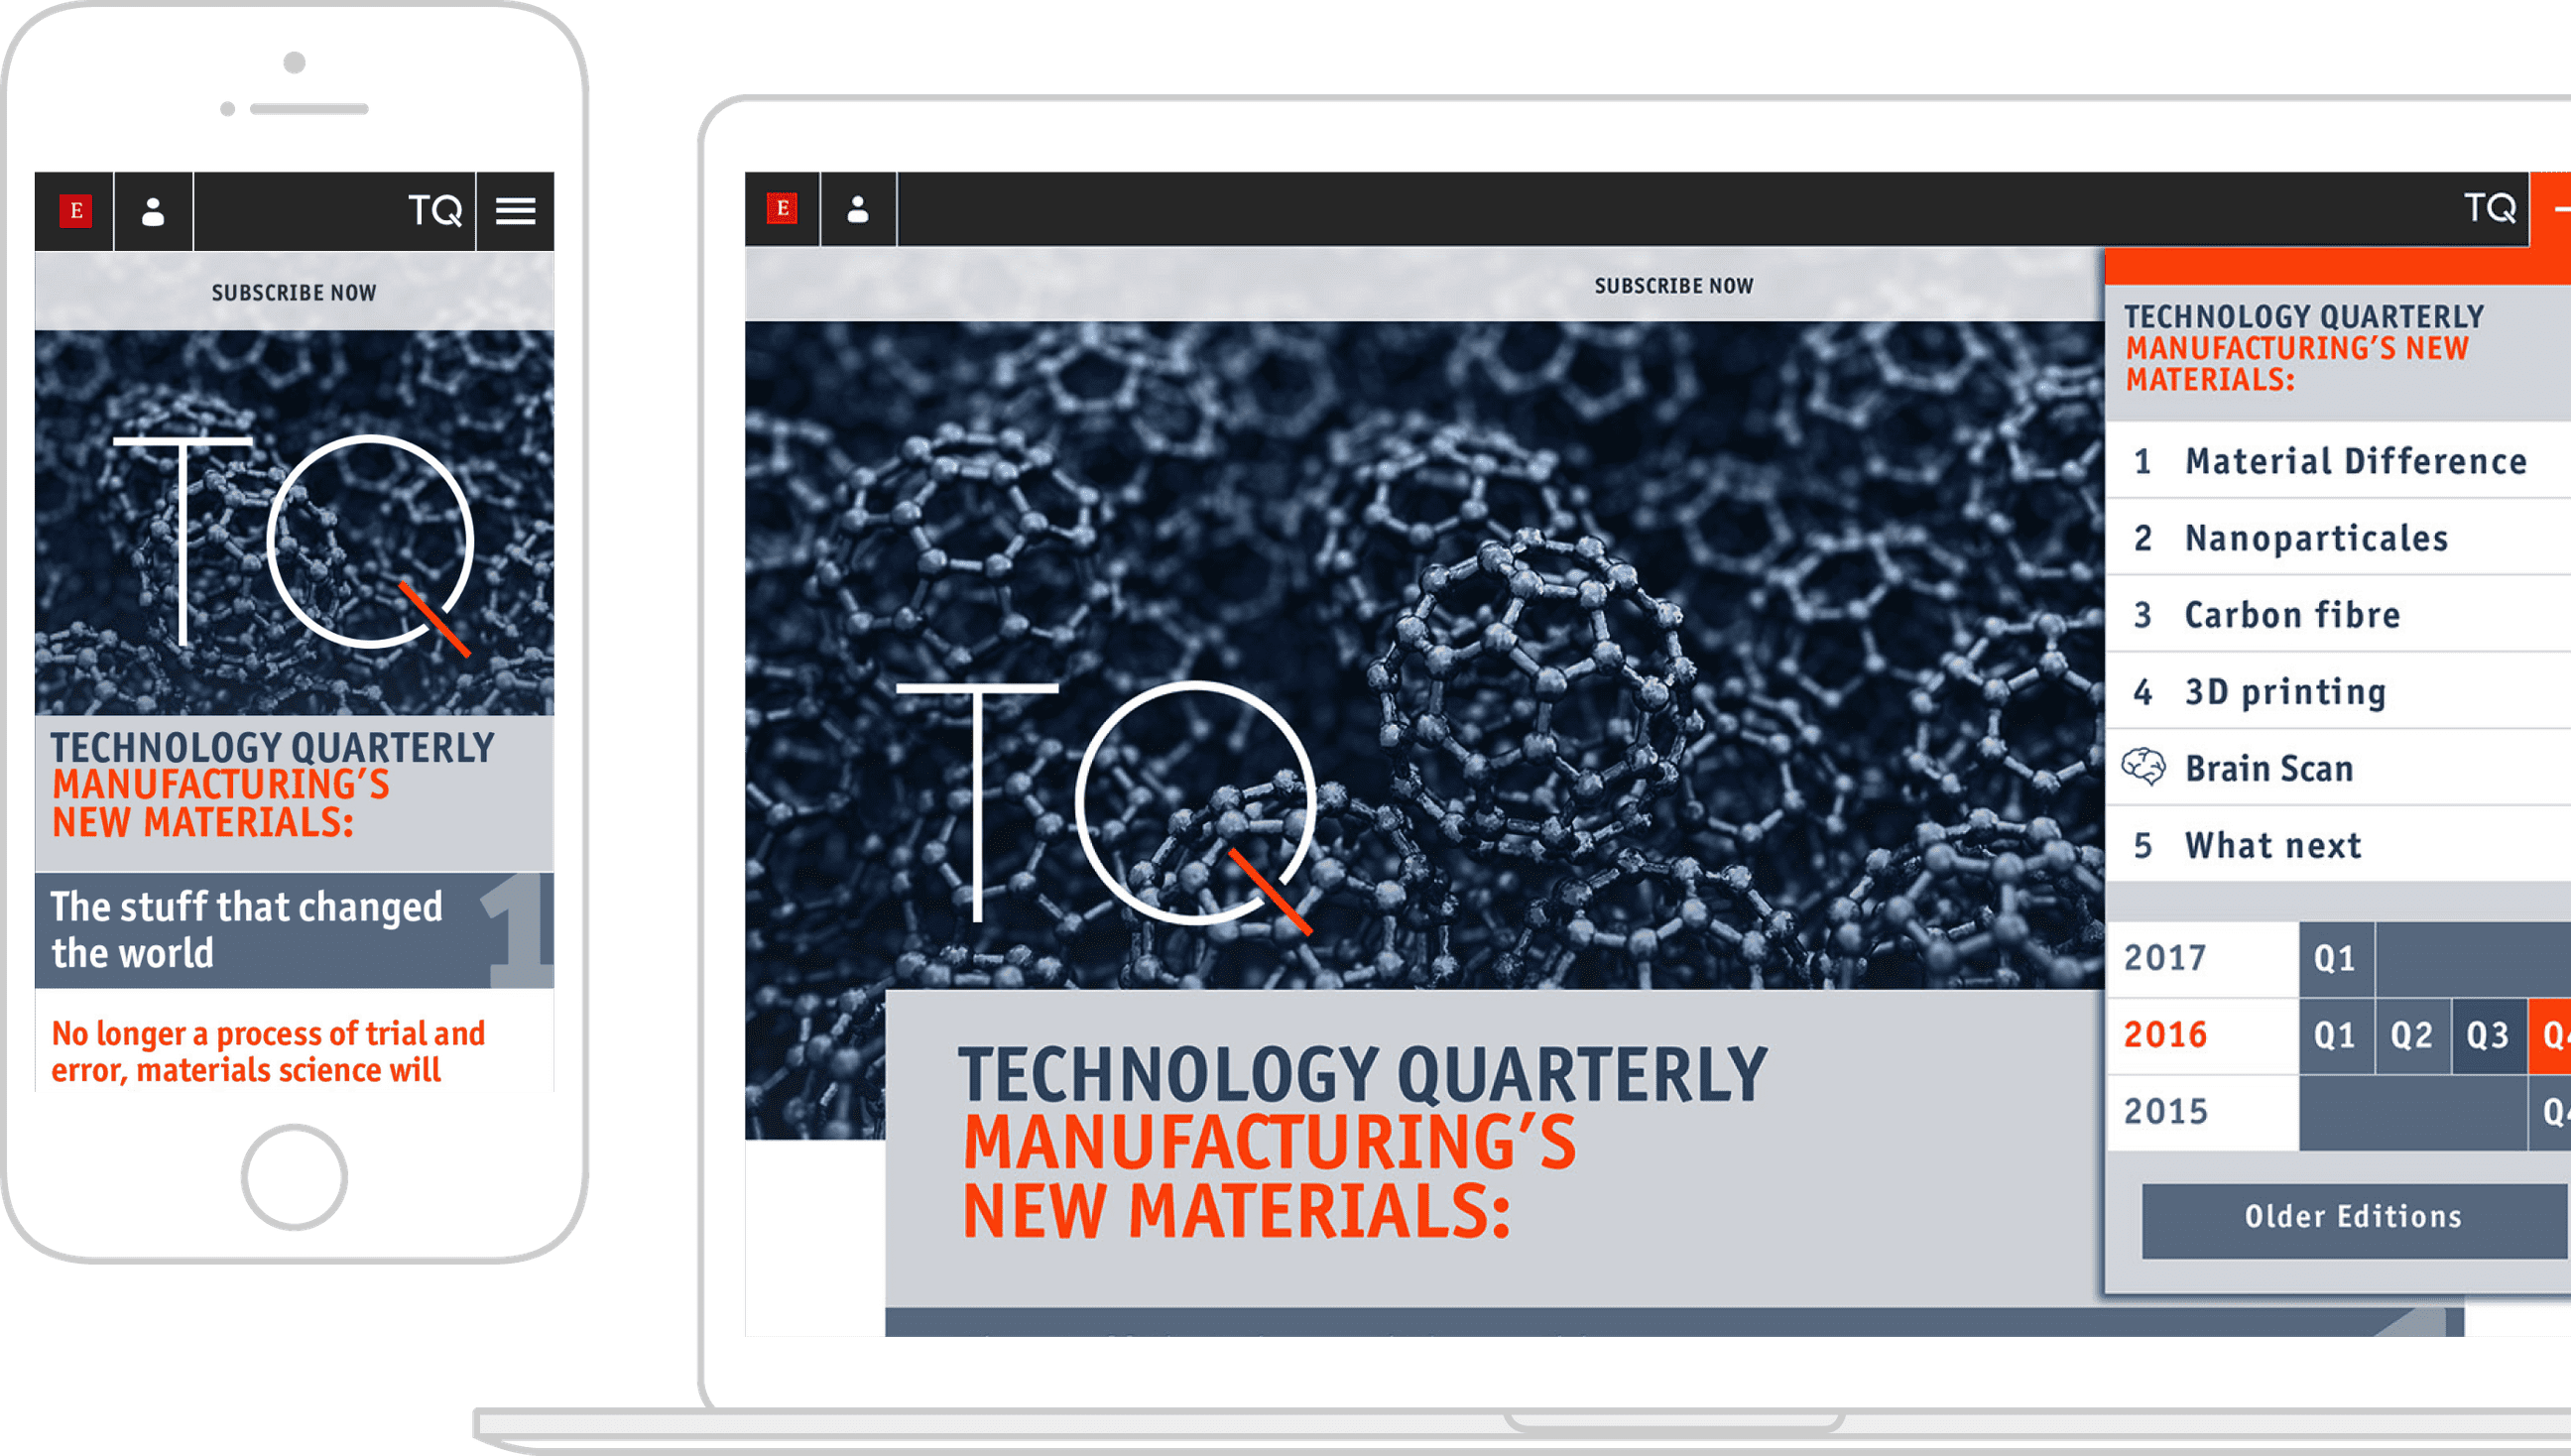 E
TQ
SUBSCRIBE NOW
TQ
TECHNOLOGY QUARTERLY
MANUFACTURING'S
NEW MATERIALS:
The stuff that changed
the world
1
No longer a process of trial and
error, materials science will
E
TQ
SUBSCRIBE NOW
TQ
TECHNOLOGY QUARTERLY
MANUFACTURING'S
NEW MATERIALS:
TECHNOLOGY QUARTERLY
MANUFACTURING'S NEW
MATERIALS:
1 Material Difference
2 Nanoparticales
3 Carbon fibre
4 3D printing
Brain Scan
5 What next
2017 Q1
2016 Q1 Q2 Q3 Q4
2015 Q4
Older Editions